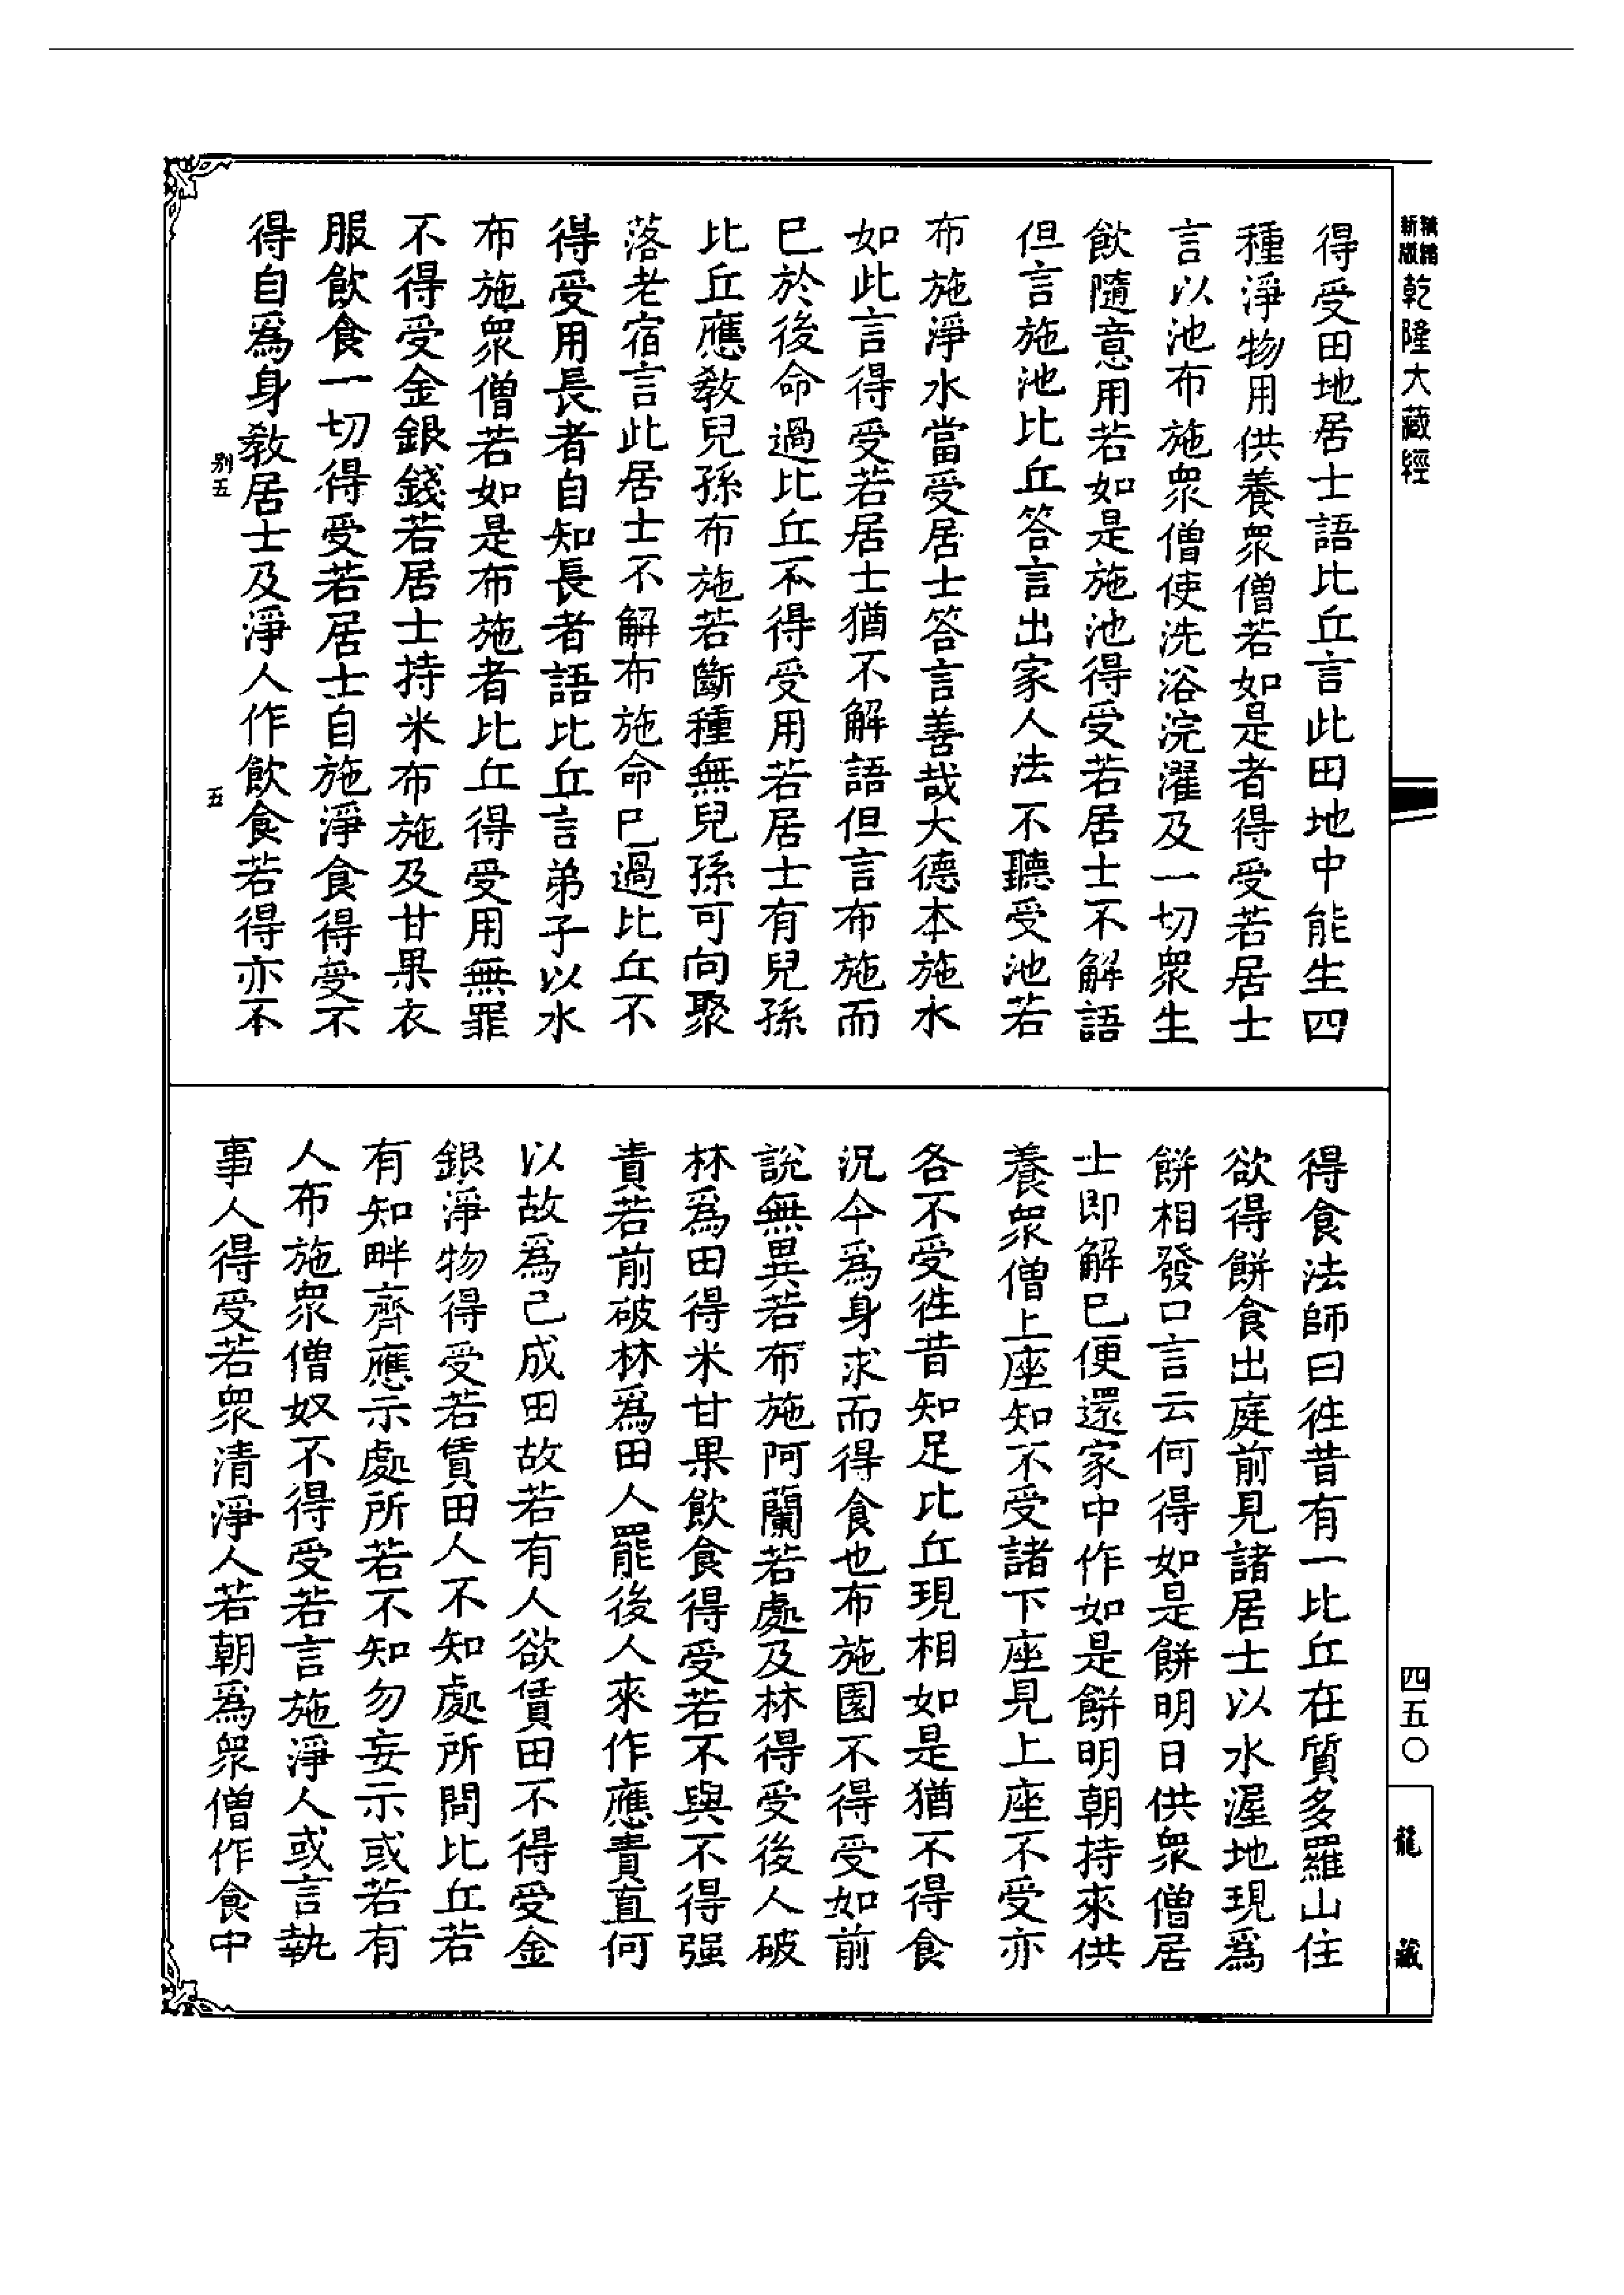 新版精補乾隆大藏經
得受田地居士語比丘言此田地中能生四
種淨物用供養眾僧若如是者得受若居士
言以池布施眾僧使洗浴浣濯及一切眾生
飲隨意用若如是施池得受若居士不解語
但言施池比丘答言出家人法不聽受池若
布施淨水當受居士答言善哉大德本施水
如此言得受若居士猶不解語但言布施而
已於後命過比丘不得受用若居士有兒孫
比丘應教兒孫布施若斷種無兒孫可向聚
落老宿言此居士不解布施命巳過比丘不
得受用長者自知長者語比丘言弟子以水
布施眾僧若如是布施者比丘得受用無罪
不得受金銀錢若居士持米布施及甘果衣
服飲食一切得受若居士自施淨食得受不
得自為身教居士及淨人作飲食若得亦不
別五
五
得食法師曰徃昔有一比丘在質多羅山住
欲得餅食出庭前見諸居士以水渥地現為
餅相發口言云何得如是餅明日供眾僧居
士即解巳便還家中作如是餅明朝持來供
養眾僧上座知不受諸下座見上座不受亦
各不受徃昔知足比丘現相如是猶不得食
況今為身求而得食也布施園不得受如前
說無異若布施阿蘭若處及林得受後人破
林為田得米甘果飲食得受若不與不得强
責若前破林為田人罷後人來作應責直何
以故為己成田故若有人欲賃田不得受金
銀淨物得受若賃田人不知處所問比丘若
有知畔齊應示處所若不知勿妄示或若有
人布施眾僧奴不得受若言施淨人或言執
事人得受若眾清淨人若朝為眾僧作食中
四五〇
龍藏